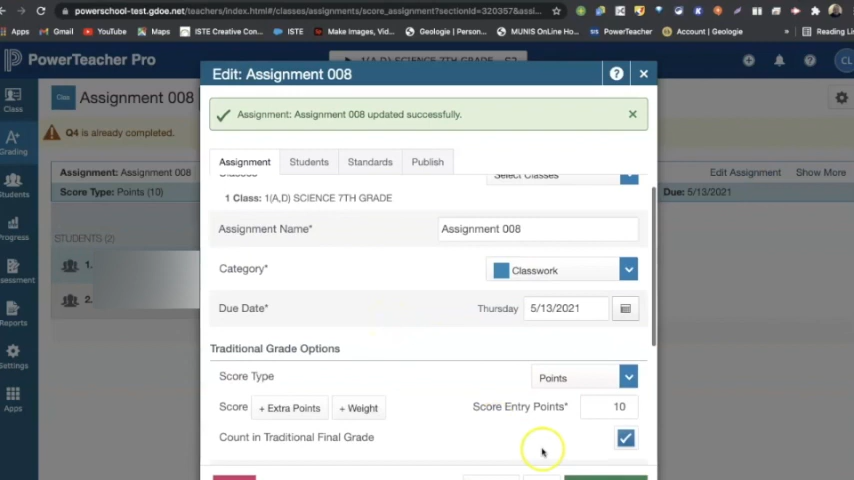 powerschool-test.gdoe.net/teachers/index.html#/classes/assignments/score_assignment?sectionId=320357&assi...
Apps Gmail YouTube Maps ISTE Creative Con... ISTE Make Images, Vid... Geologie | Person... MUNIS OnLine Ho... PowerTeacher Account | Geologie Reading Li
PowerTeacher Pro
CL
Edit: Assignment 008
Class
Class
Assignment 008
Assignment: Assignment 008 updated successfully.
Q4 is already completed.
A+
Grading
Assignment Students Standards Publish
Assignment: Assignment 008
Edit Assignment Show More
Score Type: Points (10)
Due: 5/13/2021
Select Classes
Students
1 Class: 1(A,D) SCIENCE 7TH GRADE
Assignment Name* Assignment 008
Progress
STUDENTS (2)
1.
Category* Classwork
ssessment
2.
Due Date* Thursday 5/13/2021
Reports
Traditional Grade Options
Settings
Score Type Points
Score + Extra Points + Weight Score Entry Points* 10
Apps
Count in Traditional Final Grade